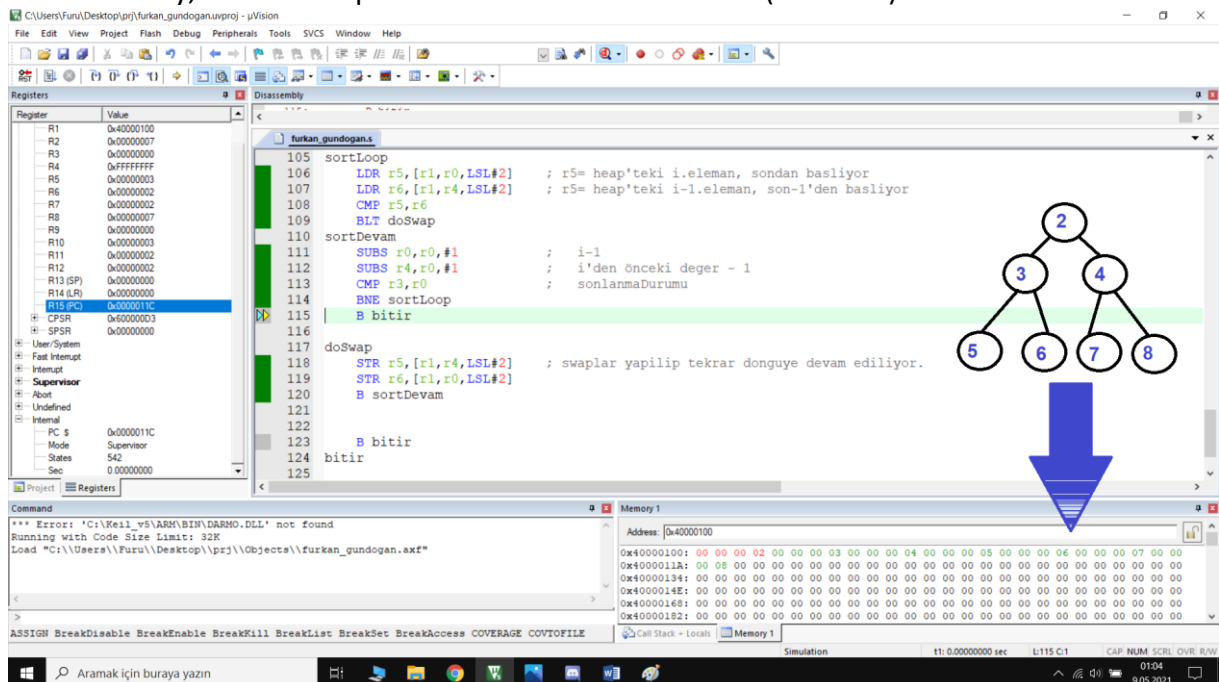 C:\Users\Furu\Desktop\prj\furkan_gundogan.uvproj - µVision
File Edit View Project Flash Debug Peripherals Tools SVCS Window Help
Registers
Disassembly
Register Value
R1 0x40000100
R2 0x00000007
R3 0x00000000
R4 0xFFFFFFFF
R5 0x00000003
R6 0x00000002
R7 0x00000002
R8 0x00000007
R9 0x00000000
R10 0x00000003
R11 0x00000002
R12 0x00000002
R13 (SP) 0x00000000
R14 (LR) 0x00000000
R15 (PC) 0x0000011C
CPSR 0x600000D3
SPSR 0x00000000
User/System
Fast Interrupt
Interrupt
Supervisor
Abort
Undefined
Internal
PC $ 0x0000011C
Mode Supervisor
States 542
Sec 0.00000000
Project Registers
furkan_gundogan.s
105 sortLoop
106 LDR r5,[r1,r0,LSL#2] ; r5= heap'teki i.eleman, sondan basliyor
107 LDR r6,[r1,r4,LSL#2] ; r5= heap'teki i-1.eleman, son-1'den basliyor
108 CMP r5,r6
109 BLT doSwap
110 sortDevam
111 SUBS r0,r0,#1 ; i-1
112 SUBS r4,r0,#1 ; i'den önceki deger - 1
113 CMP r3,r0 ; sonlanmaDurumu
114 BNE sortLoop
115 B bitir
116
117 doSwap
118 STR r5,[r1,r4,LSL#2] ; swaplar yapilip tekrar donguye devam ediliyor.
119 STR r6,[r1,r0,LSL#2]
120 B sortDevam
121
122
123 B bitir
124 bitir
125
2
3 4
5 6 7 8
Command
*** Error: 'C:\Keil_v5\ARM\BIN\DARMO.DLL' not found
Running with Code Size Limit: 32K
Load "C:\\Users\\Furu\\Desktop\\prj\\Objects\\furkan_gundogan.axf"
>
ASSIGN BreakDisable BreakEnable BreakKill BreakList BreakSet BreakAccess COVERAGE COVTOFILE
Memory 1
Address: 0x40000100
0x40000100: 00 00 00 02 00 00 00 03 00 00 00 04 00 00 00 05 00 00 00 06 00 00 00 07 00 00
0x4000011A: 00 08 00 00 00 00 00 00 00 00 00 00 00 00 00 00 00 00 00 00 00 00 00 00 00 00
0x40000134: 00 00 00 00 00 00 00 00 00 00 00 00 00 00 00 00 00 00 00 00 00 00 00 00 00 00
0x4000014E: 00 00 00 00 00 00 00 00 00 00 00 00 00 00 00 00 00 00 00 00 00 00 00 00 00 00
0x40000168: 00 00 00 00 00 00 00 00 00 00 00 00 00 00 00 00 00 00 00 00 00 00 00 00 00 00
0x40000182: 00 00 00 00 00 00 00 00 00 00 00 00 00 00 00 00 00 00 00 00 00 00 00 00 00 00
Call Stack + Locals Memory 1
Simulation t1: 0.00000000 sec L:115 C:1 CAP NUM SCRL OVR R/W
Aramak için buraya yazın
01:04
9.05.2021